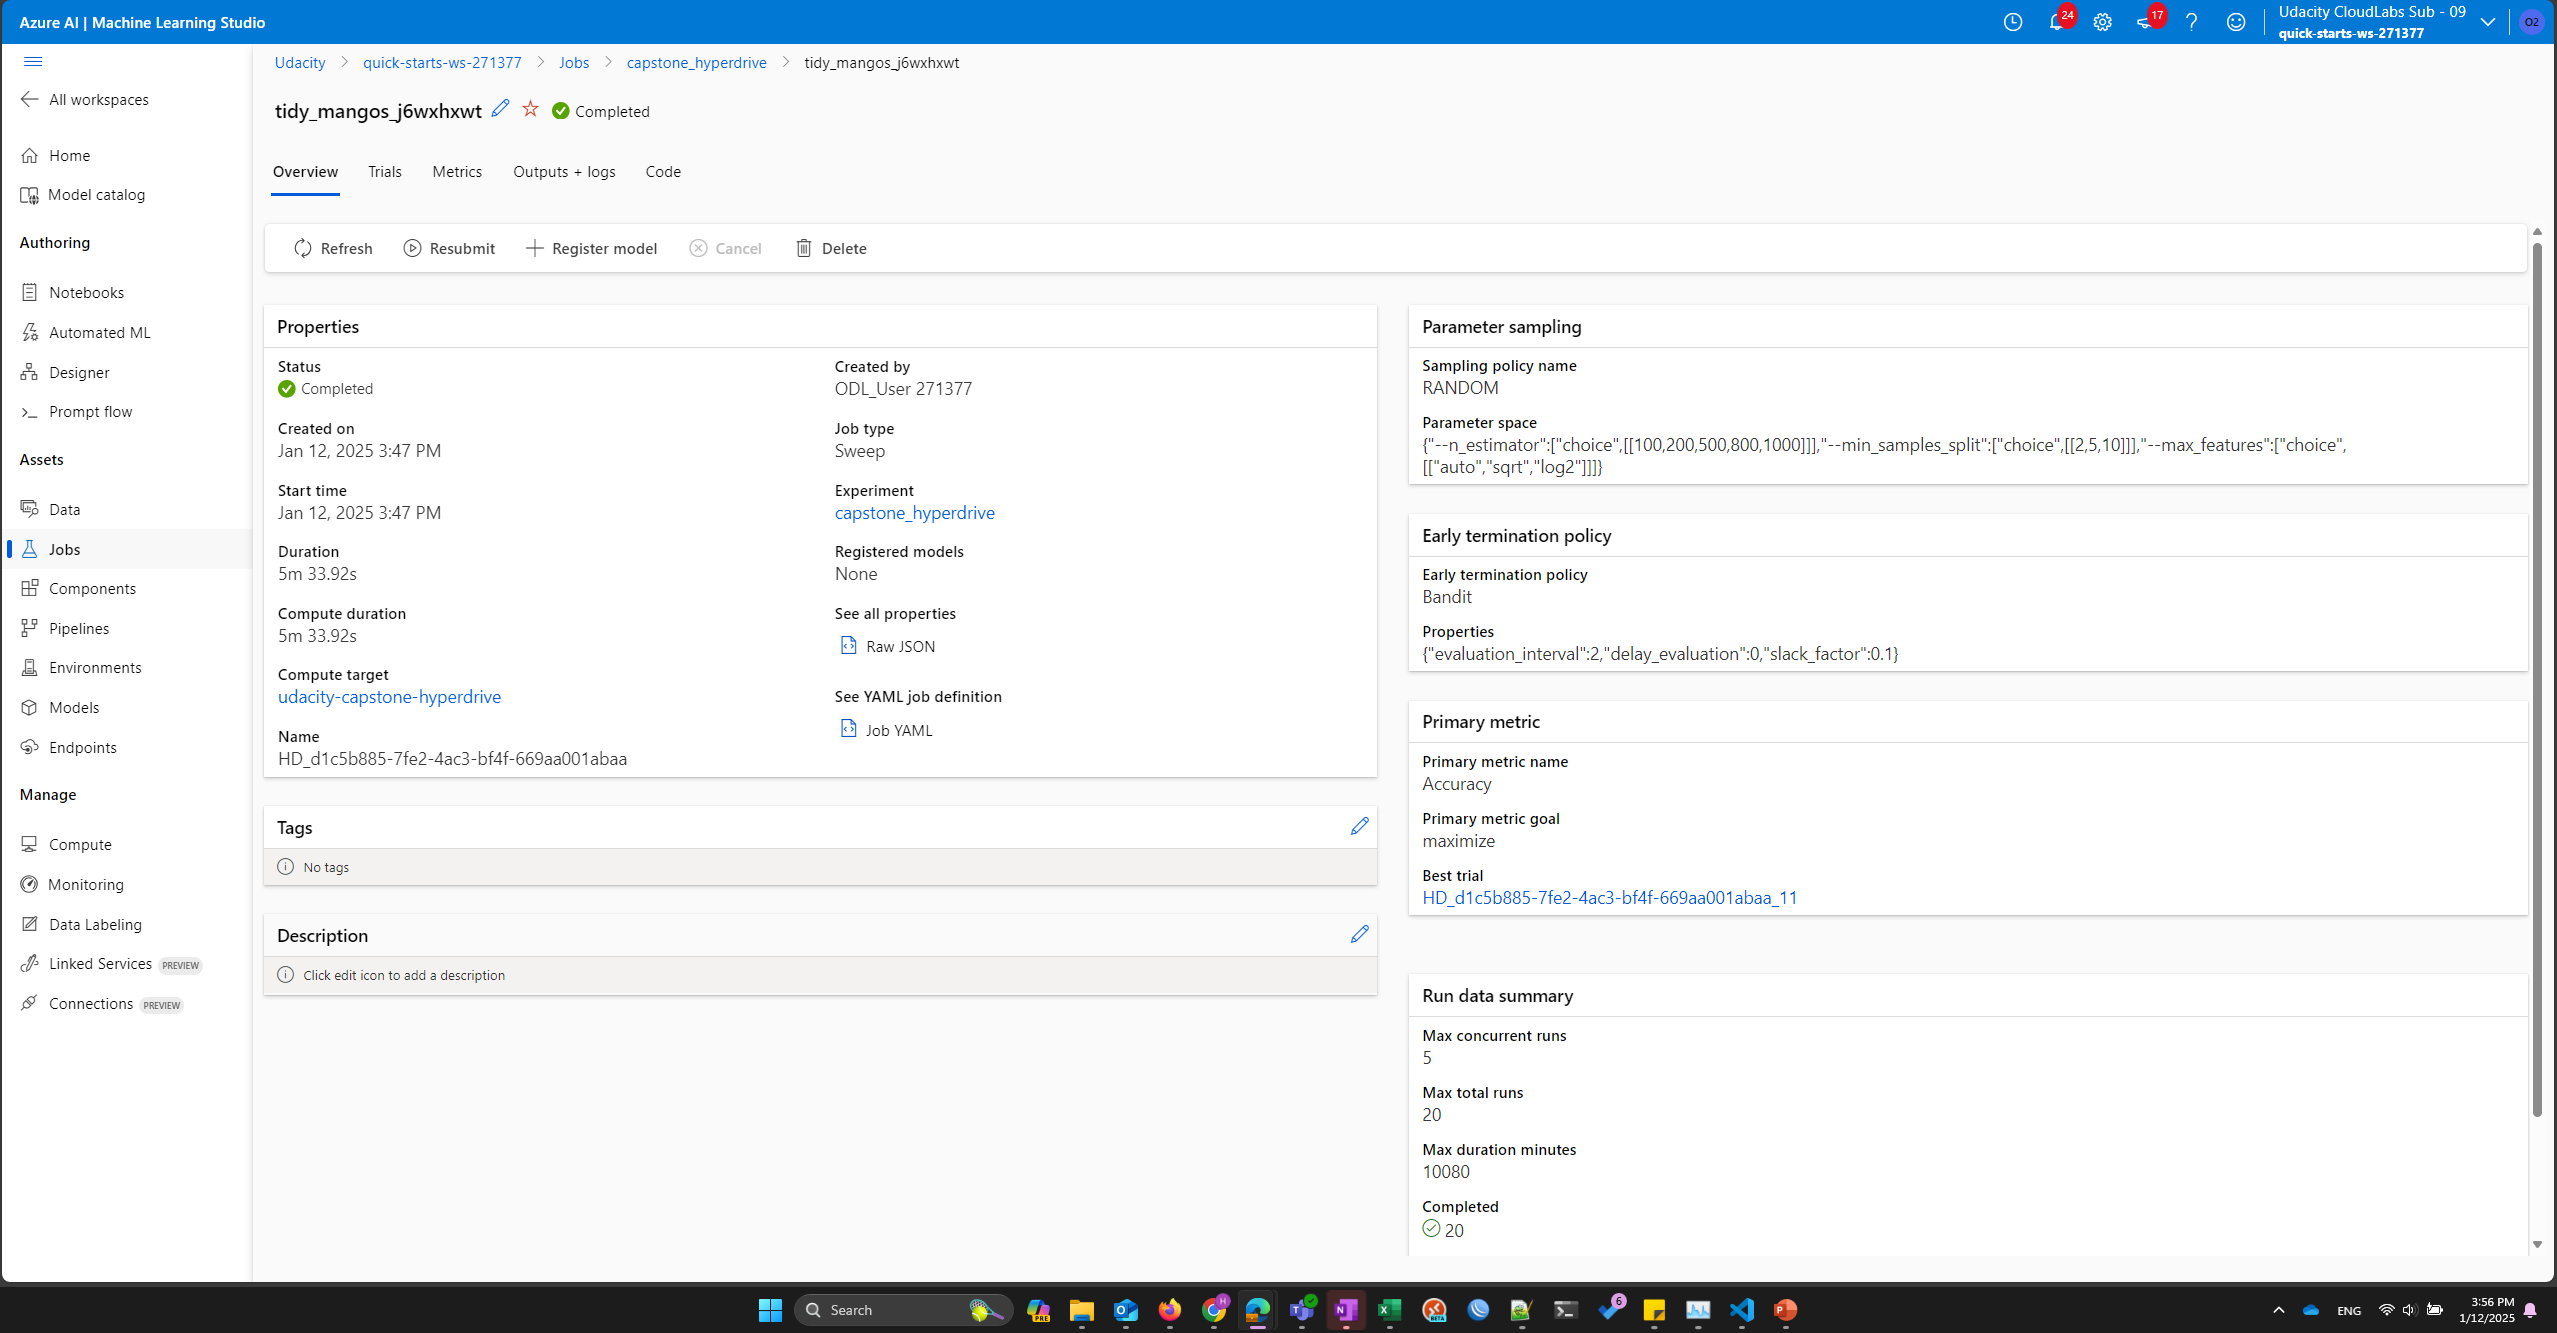 Azure AI | Machine Learning Studio
24
17
Udacity CloudLabs Sub - 09
quick-starts-ws-271377
O2
All workspaces
Home
Model catalog
Authoring
Notebooks
Automated ML
Designer
Prompt flow
Assets
Data
Jobs
Components
Pipelines
Environments
Models
Endpoints
Manage
Compute
Monitoring
Data Labeling
Linked Services PREVIEW
Connections PREVIEW
Udacity > quick-starts-ws-271377 > Jobs > capstone_hyperdrive > tidy_mangos_j6wxhxwt
tidy_mangos_j6wxhxwt Completed
Overview Trials Metrics Outputs + logs Code
Refresh Resubmit Register model Cancel Delete
Properties
Status
Completed
Created on
Jan 12, 2025 3:47 PM
Start time
Jan 12, 2025 3:47 PM
Duration
5m 33.92s
Compute duration
5m 33.92s
Compute target
udacity-capstone-hyperdrive
Name
HD_d1c5b885-7fe2-4ac3-bf4f-669aa001abaa
Created by
ODL_User 271377
Job type
Sweep
Experiment
capstone_hyperdrive
Registered models
None
See all properties
Raw JSON
See YAML job definition
Job YAML
Tags
No tags
Description
Click edit icon to add a description
Parameter sampling
Sampling policy name
RANDOM
Parameter space
{"--n_estimator":["choice",[[100,200,500,800,1000]]],"--min_samples_split":["choice",[[2,5,10]]],"--max_features":["choice",
[["auto","sqrt","log2"]]]}
Early termination policy
Early termination policy
Bandit
Properties
{"evaluation_interval":2,"delay_evaluation":0,"slack_factor":0.1}
Primary metric
Primary metric name
Accuracy
Primary metric goal
maximize
Best trial
HD_d1c5b885-7fe2-4ac3-bf4f-669aa001abaa_11
Run data summary
Max concurrent runs
5
Max total runs
20
Max duration minutes
10080
Completed
20
Search
PRE
H
BETA
6
ENG
3:56 PM
1/12/2025